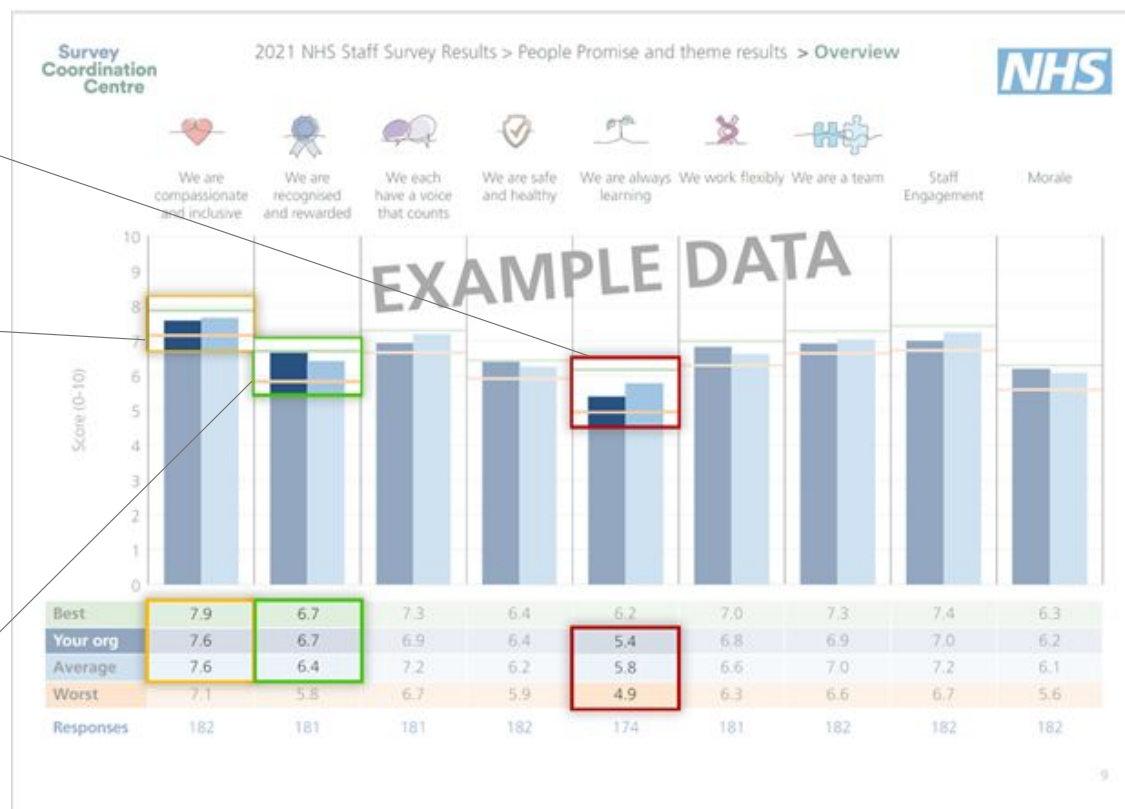 Survey
Coordination
Centre
2021 NHS Staff Survey Results > People Promise and theme results > Overview
NHS
We are
compassionate
and inclusive
We are
recognised
and rewarded
We each
have a voice
that counts
We are safe
and healthy
We are always
learning
We work flexibly
We are a team
Staff
Engagement
Morale
EXAMPLE DATA
Score (0-10)
10
9
8
7
6
5
4
3
2
1
0
Best 7.9 6.7 7.3 6.4 6.2 7.0 7.3 7.4 6.3
Your org 7.6 6.7 6.9 6.4 5.4 6.8 6.9 7.0 6.2
Average 7.6 6.4 7.2 6.2 5.8 6.6 7.0 7.2 6.1
Worst 7.1 5.8 6.7 5.9 4.9 6.3 6.6 6.7 5.6
Responses 182 181 181 182 174 181 182 182 182
9